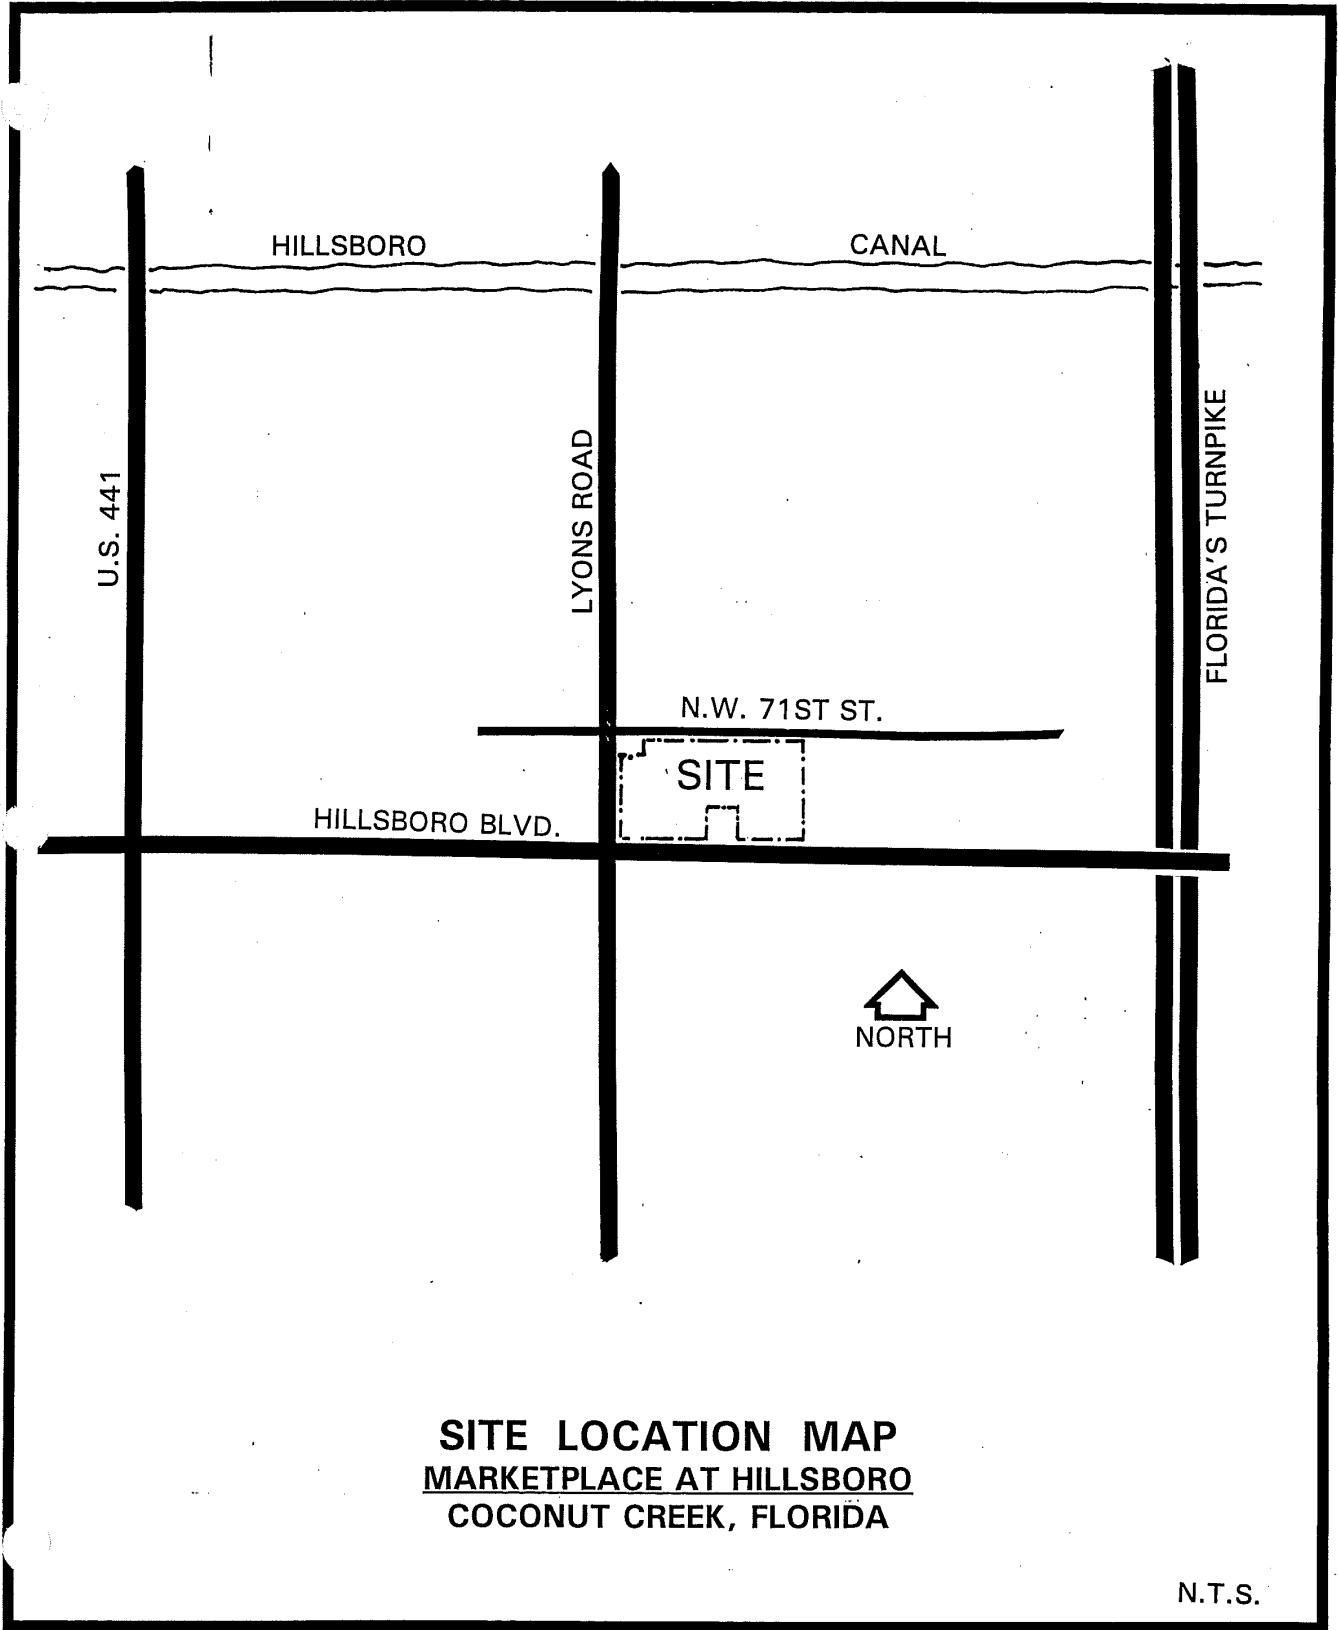 HILLSBORO CANAL
U.S. 441
LYONS ROAD
FLORIDA'S TURNPIKE
N.W. 71ST ST.
SITE
HILLSBORO BLVD.
NORTH
SITE LOCATION MAP
MARKETPLACE AT HILLSBORO
COCONUT CREEK, FLORIDA
N.T.S.